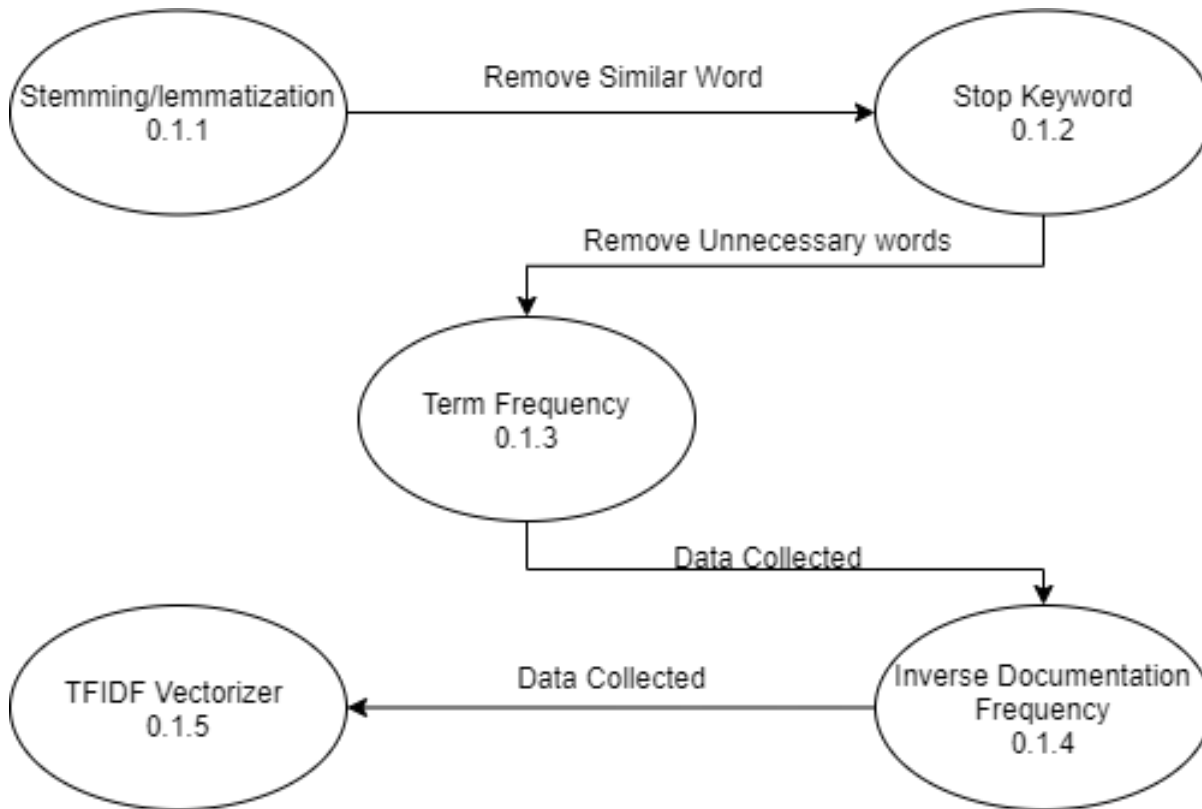 Stemming/lemmatization
0.1.1
Remove Similar Word
Stop Keyword
0.1.2
Remove Unnecessary words
Term Frequency
0.1.3
Data Collected
Inverse Documentation
Frequency
0.1.4
Data Collected
TFIDF Vectorizer
0.1.5